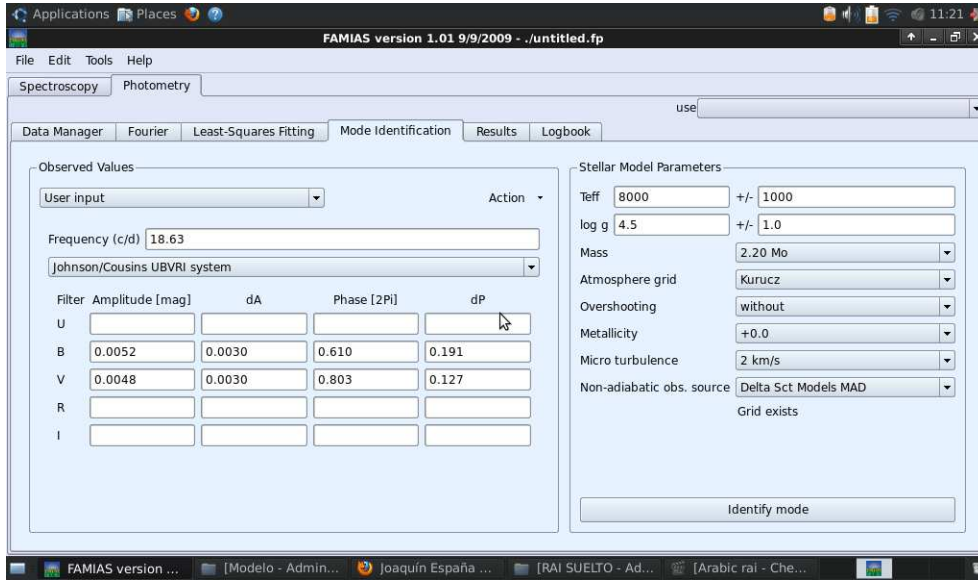 Applications Places 11:21
FAMIAS version 1.01 9/9/2009 - ./untitled.fp
File Edit Tools Help
Spectroscopy Photometry
use
Data Manager Fourier Least-Squares Fitting Mode Identification Results Logbook
Observed Values
User input Action
Frequency (c/d) 18.63
Johnson/Cousins UBVRI system
Filter Amplitude [mag] dA Phase [2Pi] dP
U
B 0.0052 0.0030 0.610 0.191
V 0.0048 0.0030 0.803 0.127
R
I
Stellar Model Parameters
Teff 8000 +/- 1000
log g 4.5 +/- 1.0
Mass 2.20 Mo
Atmosphere grid Kurucz
Overshooting without
Metallicity +0.0
Micro turbulence 2 km/s
Non-adiabatic obs. source Delta Sct Models MAD
Grid exists
Identify mode
FAMIAS version ... [Modelo - Admin... Joaquín España ... [RAI SUELTO - Ad... [Arabic rai - Che...